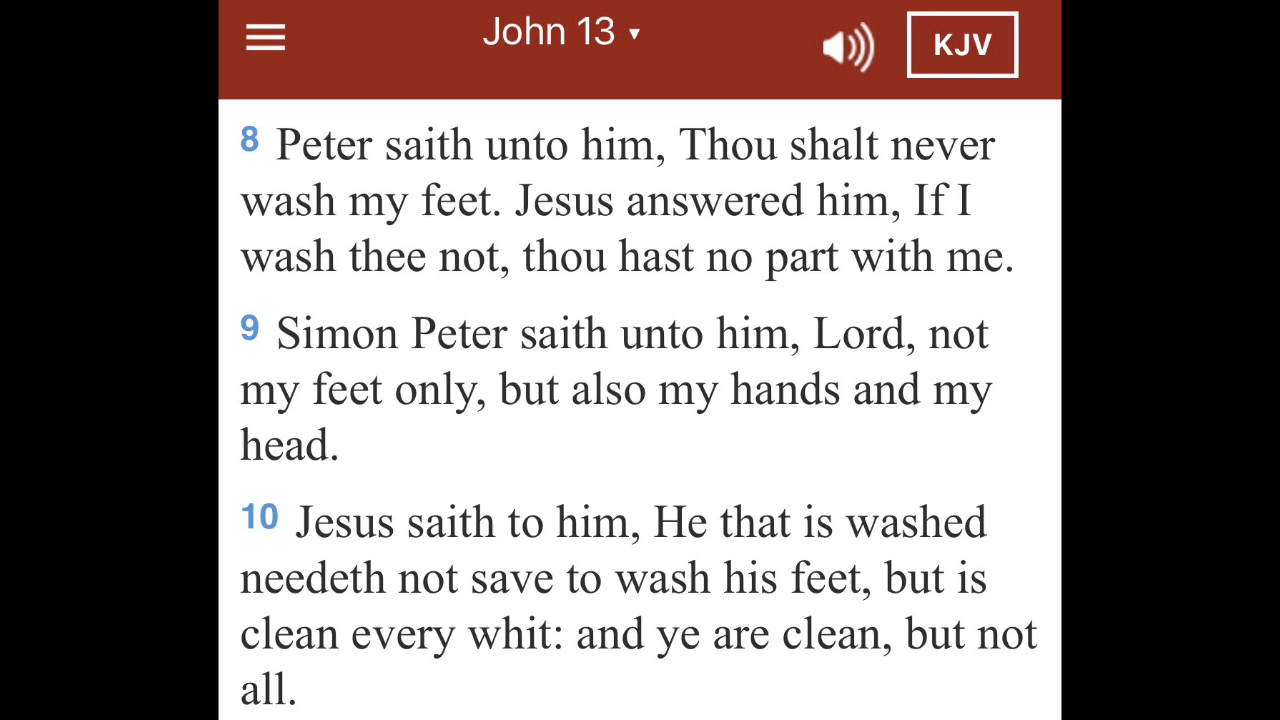 John 13 ▾
KJV
8 Peter saith unto him, Thou shalt never
wash my feet. Jesus answered him, If I
wash thee not, thou hast no part with me.
9 Simon Peter saith unto him, Lord, not
my feet only, but also my hands and my
head.
10 Jesus saith to him, He that is washed
needeth not save to wash his feet, but is
clean every whit: and ye are clean, but not
all.